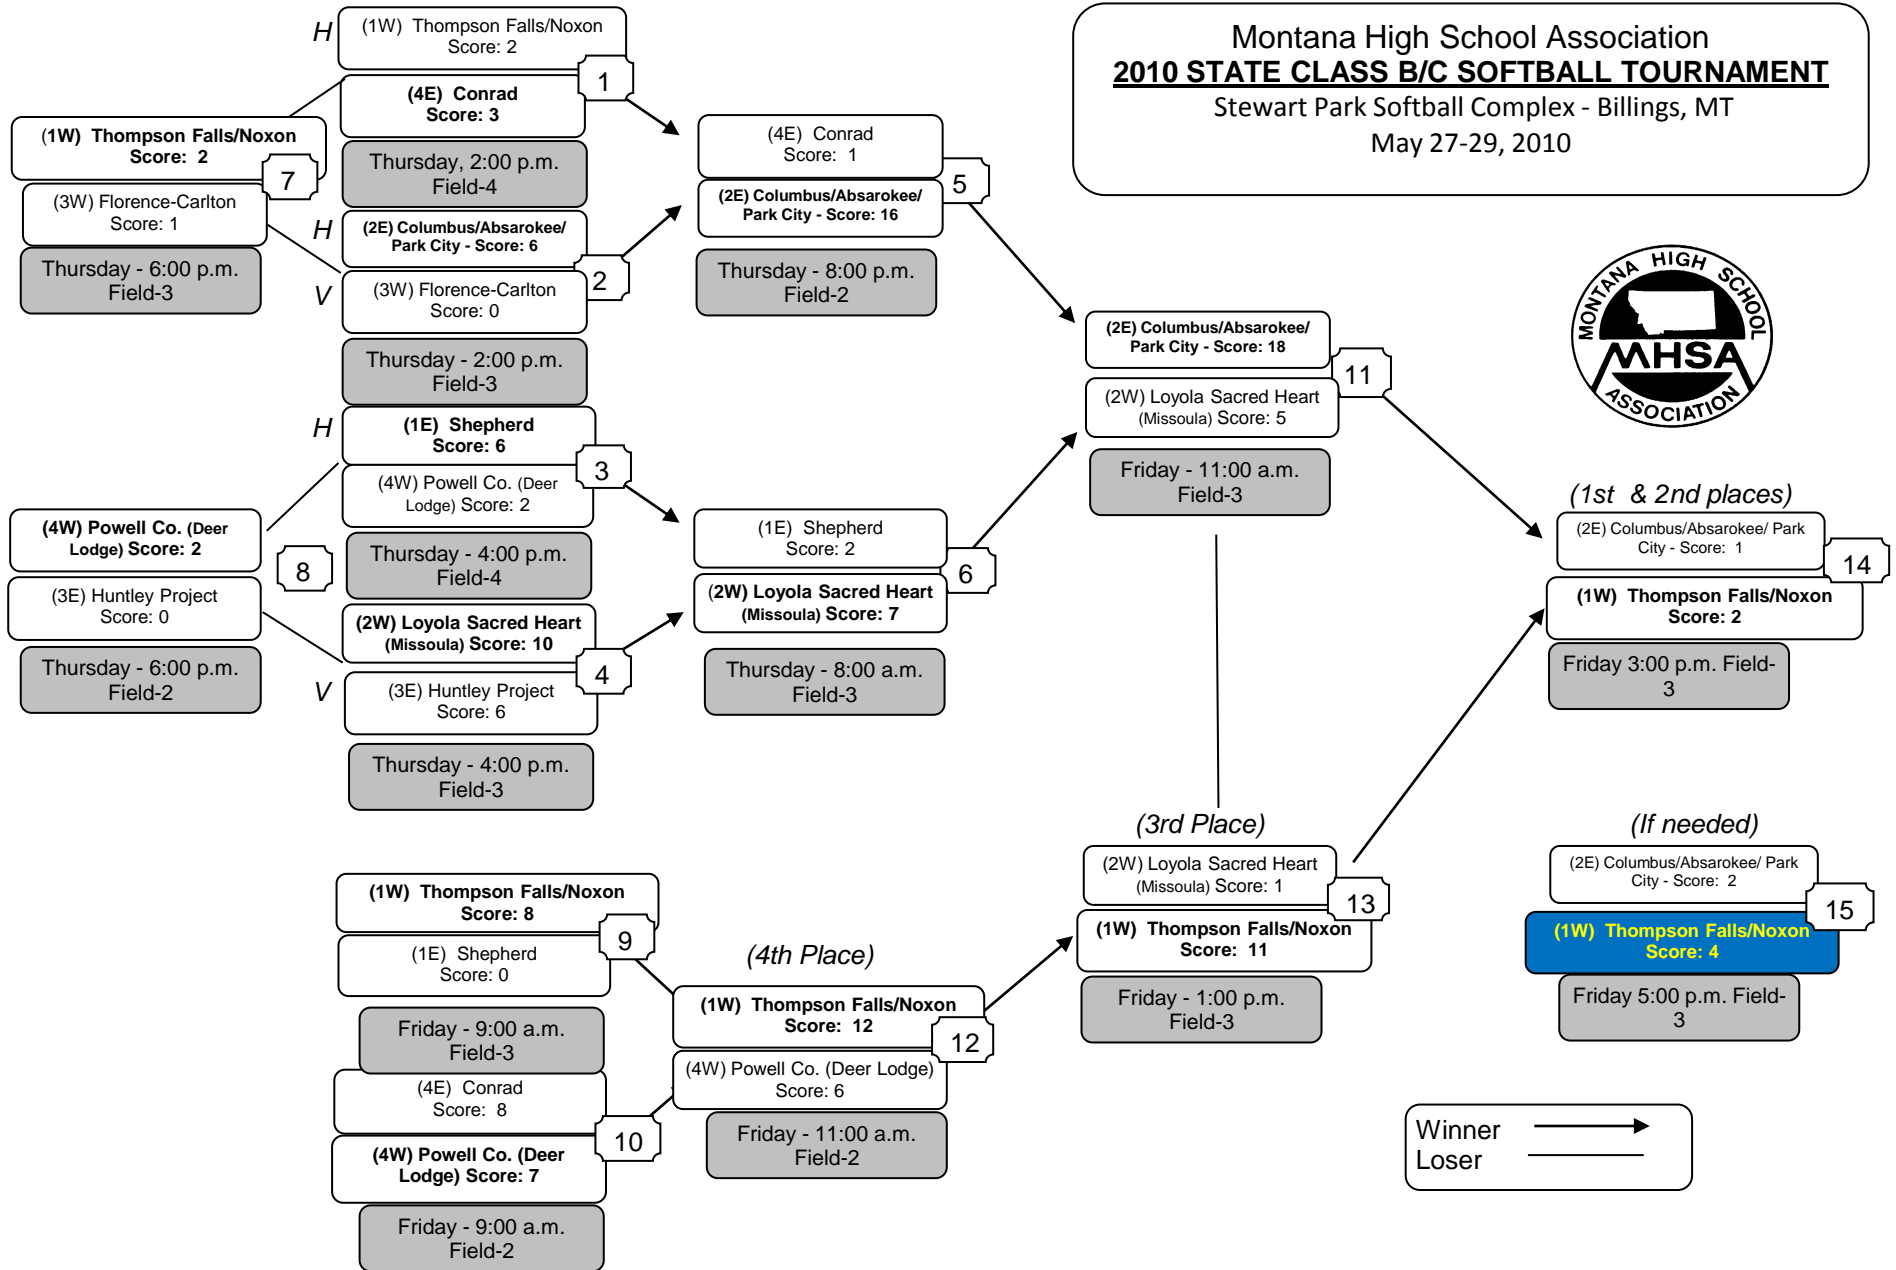 Montana High School Association
2010 STATE CLASS B/C SOFTBALL TOURNAMENT
Stewart Park Softball Complex - Billings, MT
May 27-29, 2010
(1W) Thompson Falls/Noxon
Score: 2
7
(3W) Florence-Carlton
Score: 1
Thursday - 6:00 p.m.
Field-3
(4W) Powell Co. (Deer
Lodge) Score: 2
8
(3E) Huntley Project
Score: 0
Thursday - 6:00 p.m.
Field-2
H
(1W) Thompson Falls/Noxon
Score: 2
1
(4E) Conrad
Score: 3
Thursday, 2:00 p.m.
Field-4
H
(2E) Columbus/Absarokee/
Park City - Score: 6
2
V
(3W) Florence-Carlton
Score: 0
Thursday - 2:00 p.m.
Field-3
H
(1E) Shepherd
Score: 6
3
(4W) Powell Co. (Deer
Lodge) Score: 2
Thursday - 4:00 p.m.
Field-4
(2W) Loyola Sacred Heart
(Missoula) Score: 10
4
V
(3E) Huntley Project
Score: 6
Thursday - 4:00 p.m.
Field-3
(4E) Conrad
Score: 1
5
(2E) Columbus/Absarokee/
Park City - Score: 16
Thursday - 8:00 p.m.
Field-2
(1E) Shepherd
Score: 2
6
(2W) Loyola Sacred Heart
(Missoula) Score: 7
Thursday - 8:00 a.m.
Field-3
(2E) Columbus/Absarokee/
Park City - Score: 18
11
(2W) Loyola Sacred Heart
(Missoula) Score: 5
Friday - 11:00 a.m.
Field-3
MONTANA HIGH SCHOOL
MHSA
ASSOCIATION
(1st & 2nd places)
(2E) Columbus/Absarokee/ Park
City - Score: 1
14
(1W) Thompson Falls/Noxon
Score: 2
Friday 3:00 p.m. Field-
3
(1W) Thompson Falls/Noxon
Score: 8
9
(1E) Shepherd
Score: 0
Friday - 9:00 a.m.
Field-3
(4E) Conrad
Score: 8
10
(4W) Powell Co. (Deer
Lodge) Score: 7
Friday - 9:00 a.m.
Field-2
(4th Place)
(1W) Thompson Falls/Noxon
Score: 12
12
(4W) Powell Co. (Deer Lodge)
Score: 6
Friday - 11:00 a.m.
Field-2
(3rd Place)
(2W) Loyola Sacred Heart
(Missoula) Score: 1
13
(1W) Thompson Falls/Noxon
Score: 11
Friday - 1:00 p.m.
Field-3
(If needed)
(2E) Columbus/Absarokee/ Park
City - Score: 2
15
(1W) Thompson Falls/Noxon
Score: 4
Friday 5:00 p.m. Field-
3
Winner
Loser